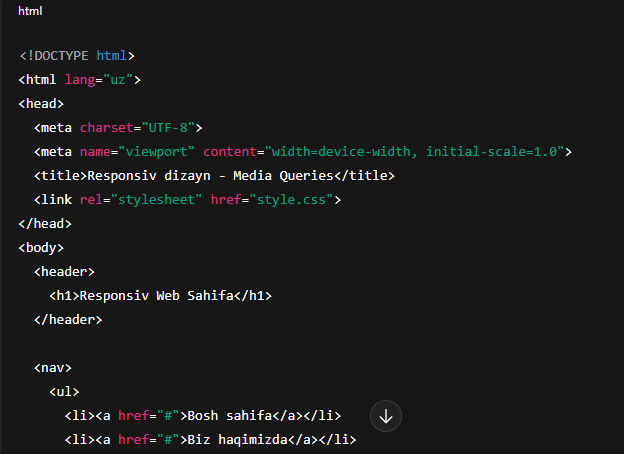 html
<!DOCTYPE html>
<html lang="uz">
<head>
<meta charset="UTF-8">
<meta name="viewport" content="width=device-width, initial-scale=1.0">
<title>Responsiv dizayn - Media Queries</title>
<link rel="stylesheet" href="style.css">
</head>
<body>
<header>
<h1>Responsiv Web Sahifa</h1>
</header>
<nav>
<ul>
<li><a href="#">Bosh sahifa</a></li>
<li><a href="#">Biz haqimizda</a></li>